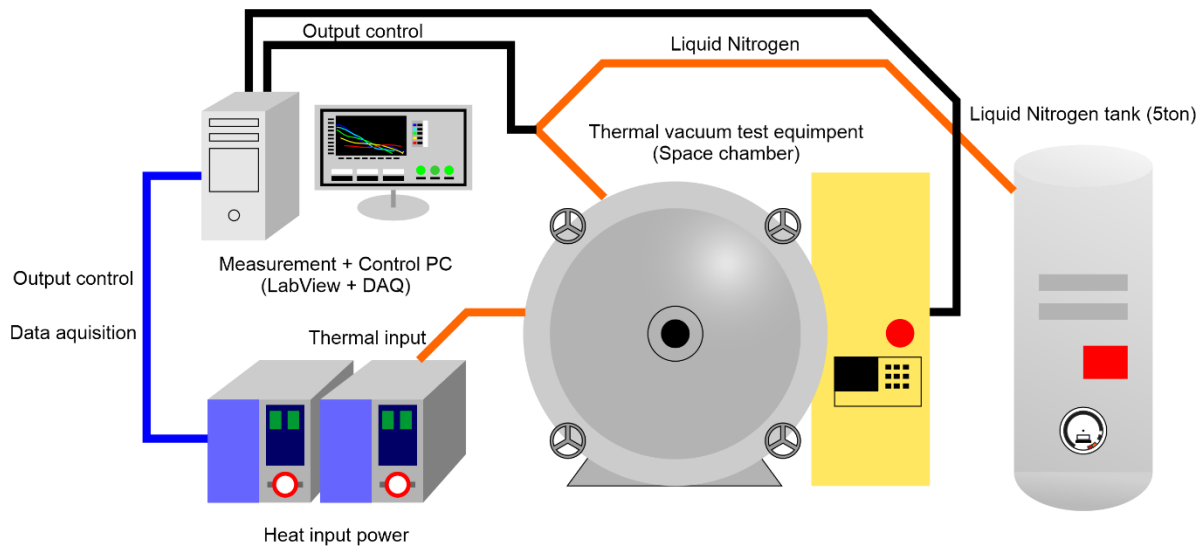 Output control
Liquid Nitrogen
Liquid Nitrogen tank (5ton)
Thermal vacuum test equimpent
(Space chamber)
Measurement + Control PC
(LabView + DAQ)
Output control
Data aquisition
Thermal input
Heat input power